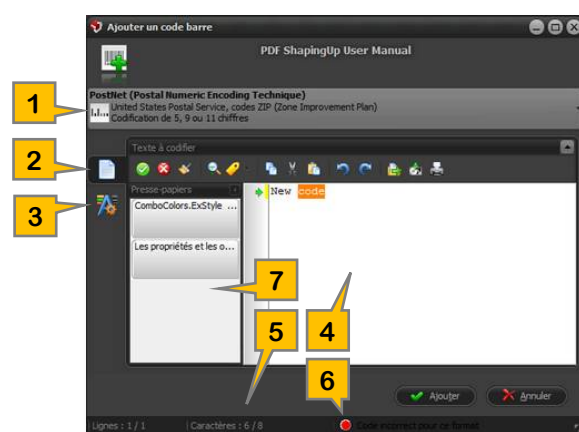 Ajouter un code barre
PDF ShapingUp User Manual
PostNet (Postal Numeric Encoding Technique)
United States Postal Service, codes ZIP (Zone Improvement Plan)
Codification de 5, 9 ou 11 chiffres
1
2
3
Texte à codifier
Presse-papiers
ComboColors.ExStyle ...
Les propriétés et les o...
New code
7
4
5
6
Ajouter
Annuler
Lignes : 1 / 1
Caractères : 6 / 8
Code incorrect pour ce format